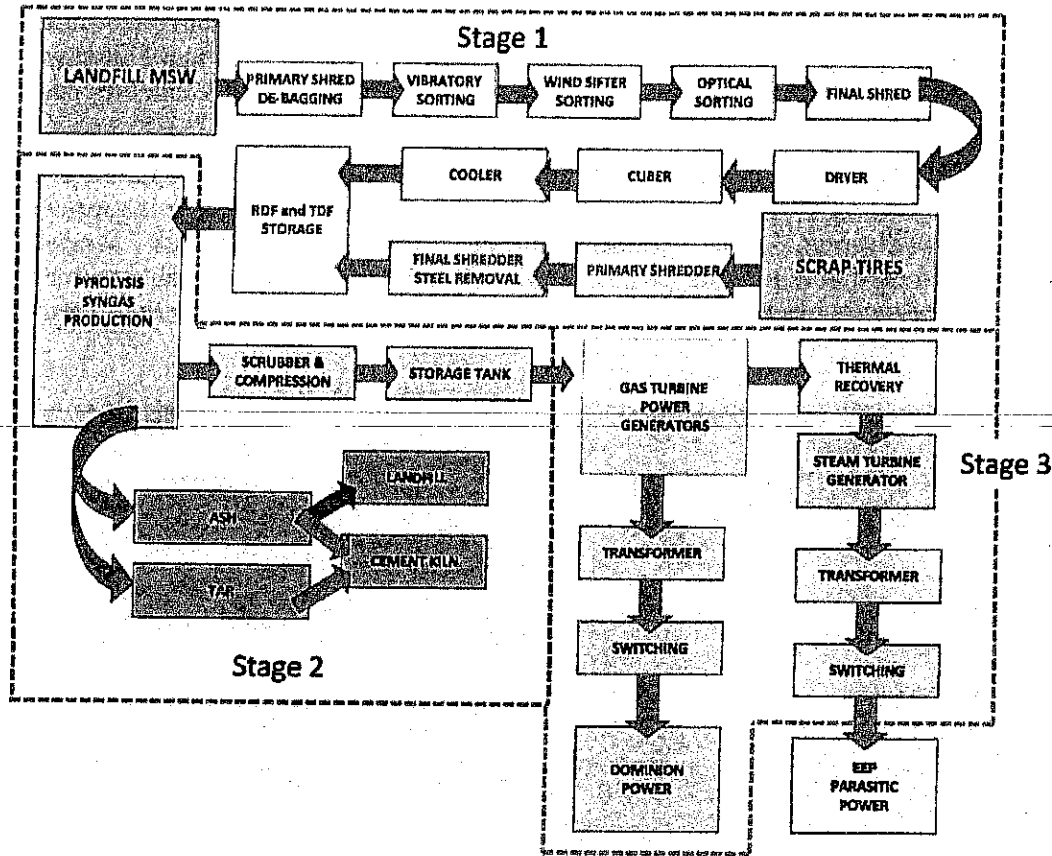 Stage 1
LANDFILL MSW
PRIMARY SHRED
DE-BAGGING
VIBRATORY
SORTING
WIND SIFTER
SORTING
OPTICAL
SORTING
FINAL SHRED
DRYER
CUBER
COOLER
RDF and TDF
STORAGE
SCRAP TIRES
PRIMARY SHREDDER
FINAL SHREDDER
STEEL REMOVAL
PYROLYSIS
SYNGAS
PRODUCTION
SCRUBBER &
COMPRESSION
STORAGE TANK
ASH
TAR
LANDFILL
CEMENT KILN
Stage 2
GAS TURBINE
POWER
GENERATORS
THERMAL
RECOVERY
STEAM TURBINE
GENERATOR
Stage 3
TRANSFORMER
TRANSFORMER
SWITCHING
SWITCHING
DOMINION
POWER
EEP
PARASITIC
POWER